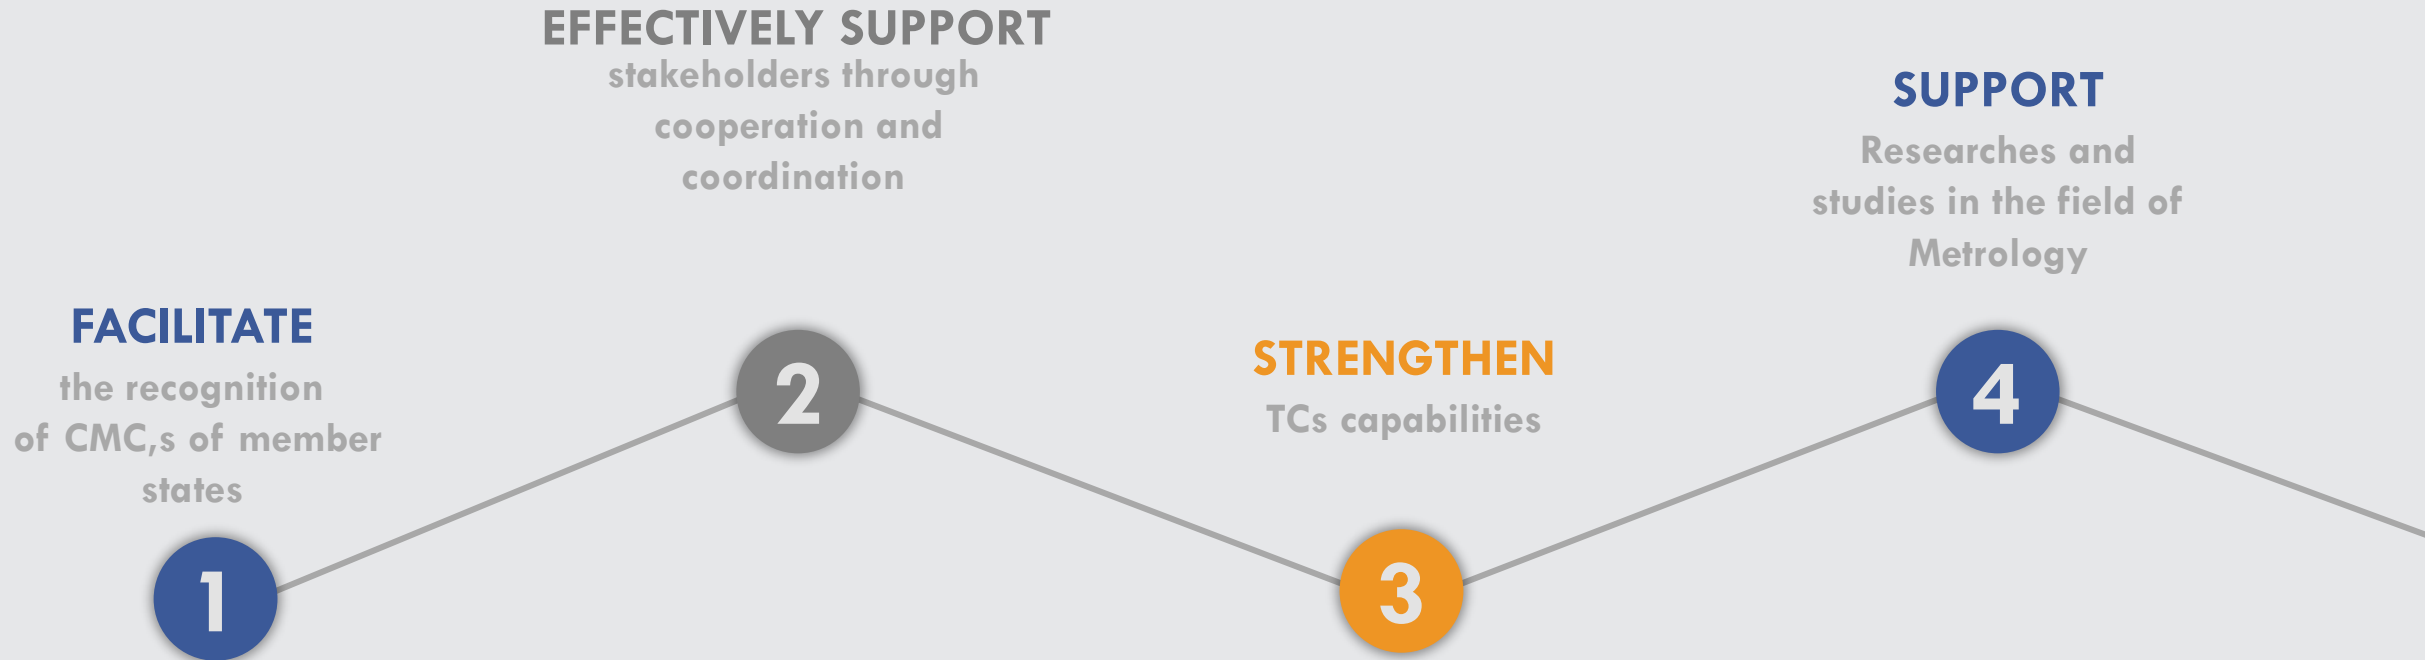 FACILITATE
the recognition
of CMC,s of member
states
1
EFFECTIVELY SUPPORT
stakeholders through
cooperation and
coordination
2
STRENGTHEN
TCs capabilities
3
SUPPORT
Researches and
studies in the field of
Metrology
4